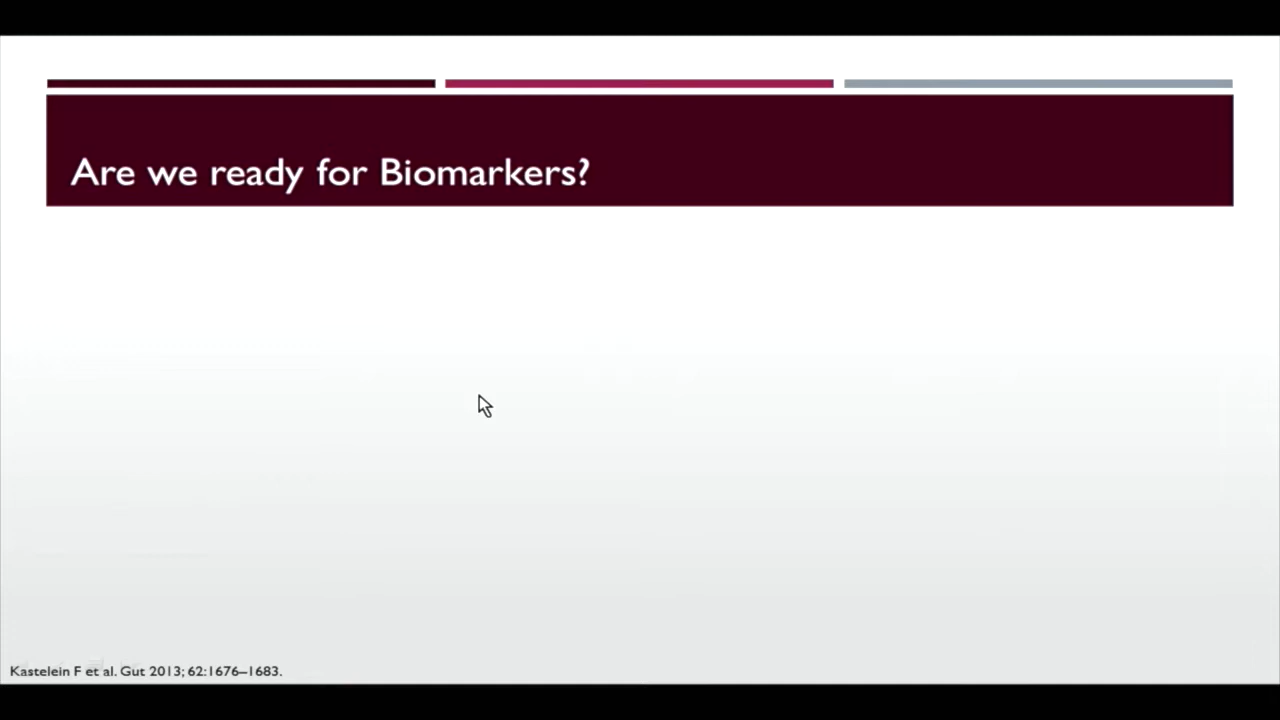 Are we ready for Biomarkers?
Kastelein F et al. Gut 2013; 62:1676–1683.